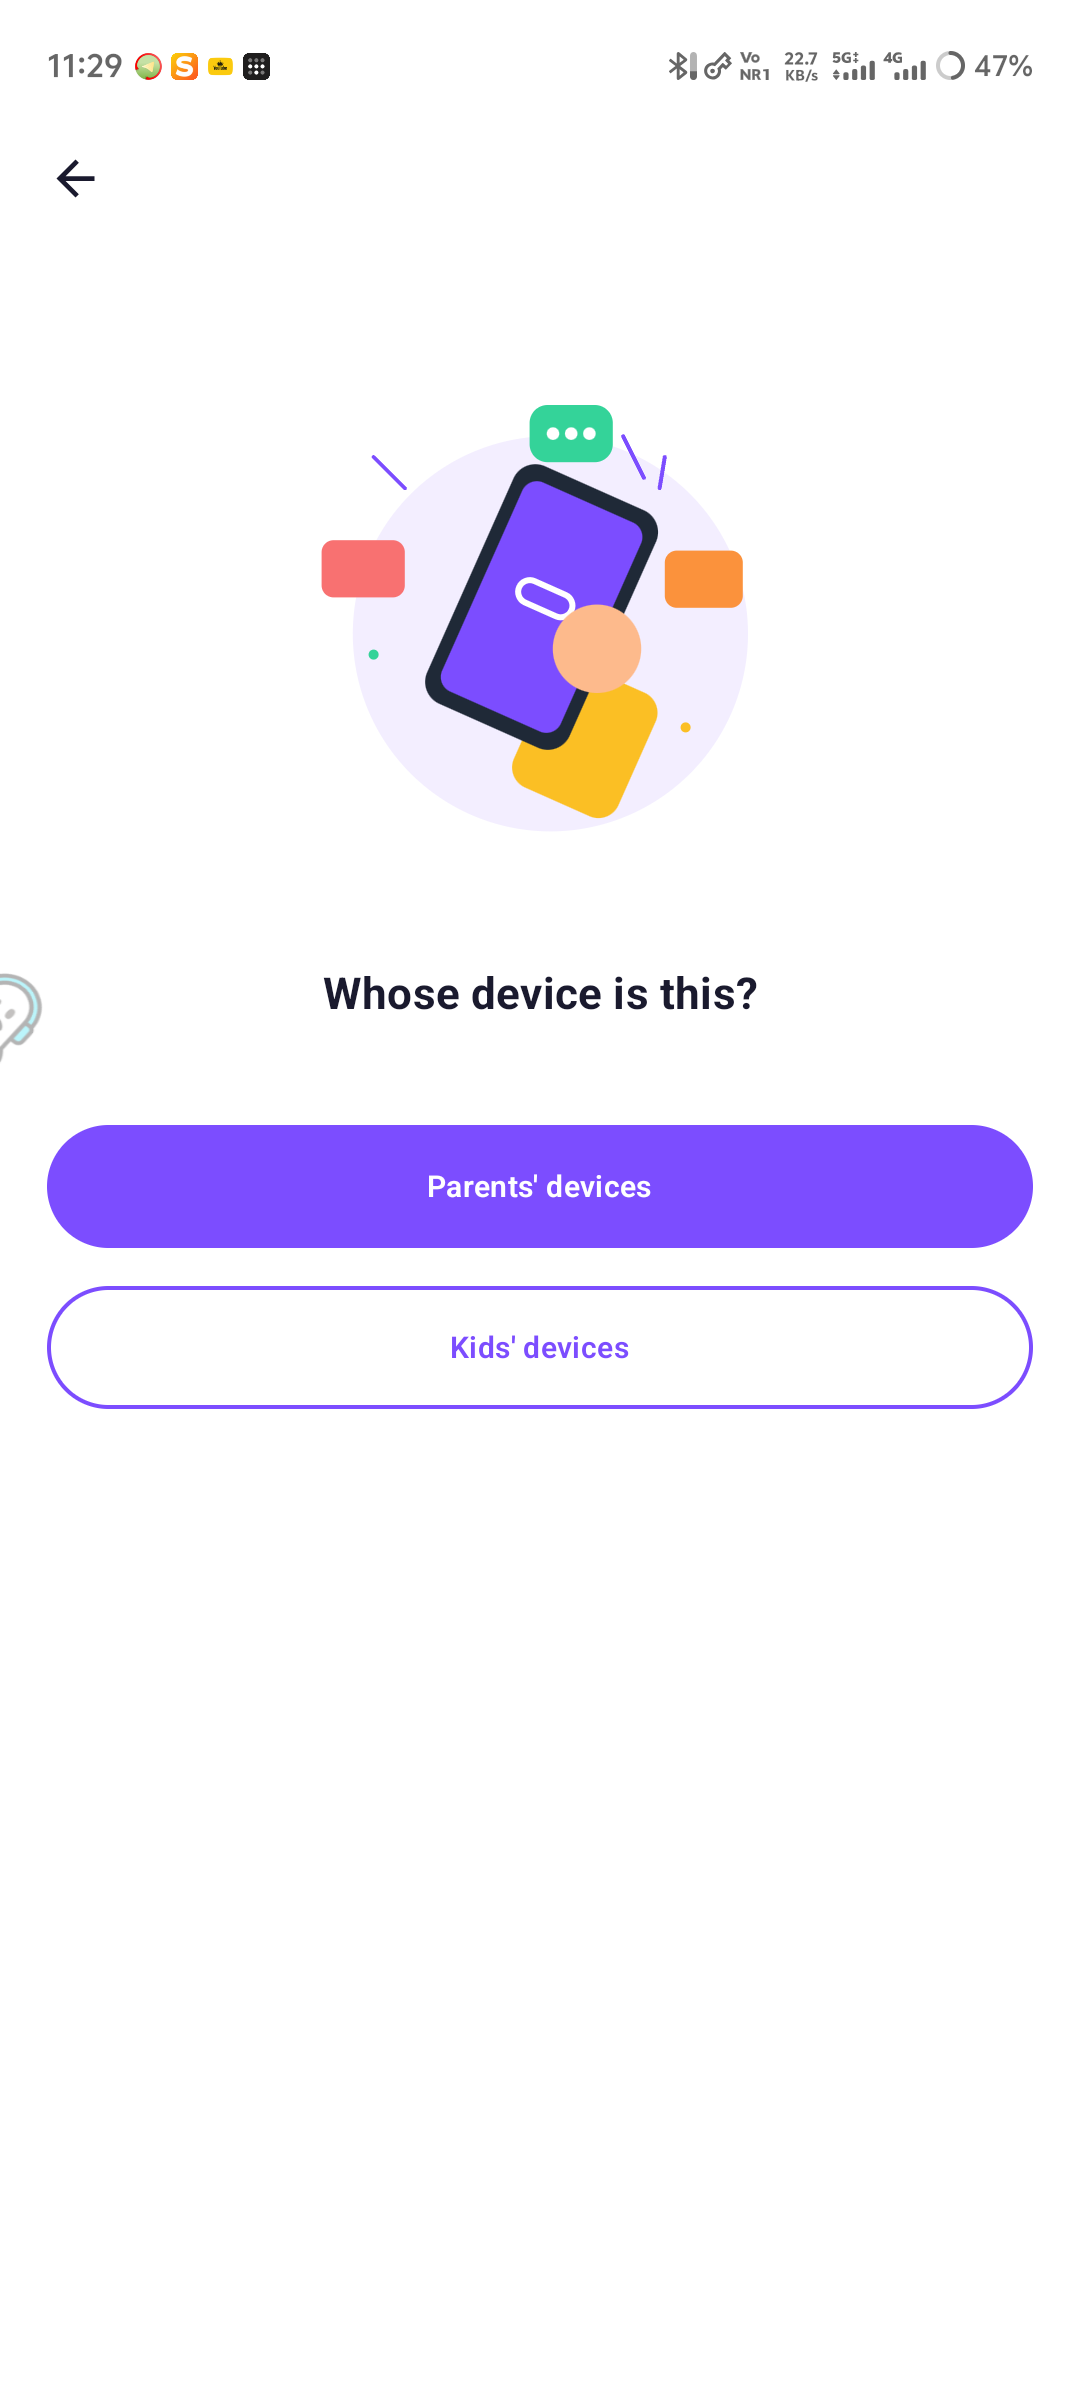 11:29
S
Vo
NR1
22.7
KB/s
5G
4G
47%
Whose device is this?
Parents' devices
Kids' devices